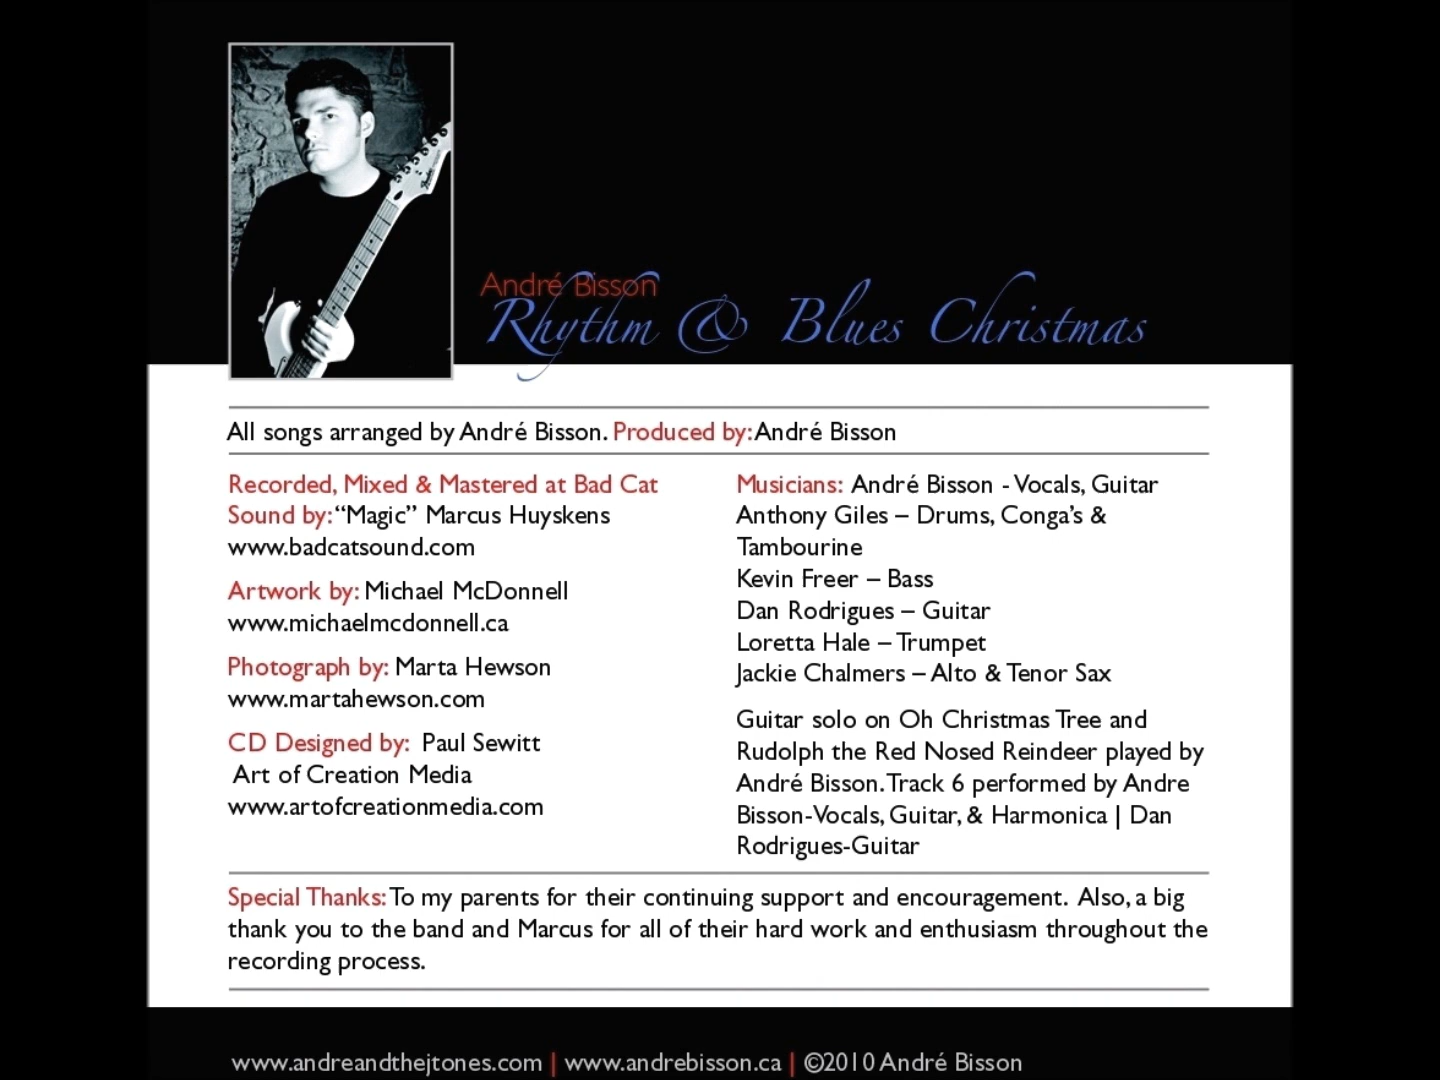 André Bisson
Rhythm & Blues Christmas
All songs arranged by André Bisson. Produced by: André Bisson
Recorded, Mixed & Mastered at Bad Cat
Sound by: “Magic” Marcus Huyskens
www.badcatsound.com
Artwork by: Michael McDonnell
www.michaelmcdonnell.ca
Photograph by: Marta Hewson
www.martahewson.com
CD Designed by: Paul Sewitt
Art of Creation Media
www.artofcreationmedia.com
Musicians: André Bisson - Vocals, Guitar
Anthony Giles – Drums, Conga’s &
Tambourine
Kevin Freer – Bass
Dan Rodrigues – Guitar
Loretta Hale – Trumpet
Jackie Chalmers – Alto & Tenor Sax
Guitar solo on Oh Christmas Tree and
Rudolph the Red Nosed Reindeer played by
André Bisson. Track 6 performed by Andre
Bisson-Vocals, Guitar, & Harmonica | Dan
Rodrigues-Guitar
Special Thanks: To my parents for their continuing support and encouragement. Also, a big
thank you to the band and Marcus for all of their hard work and enthusiasm throughout the
recording process.
www.andreandthejtones.com | www.andrebisson.ca | ©2010 André Bisson